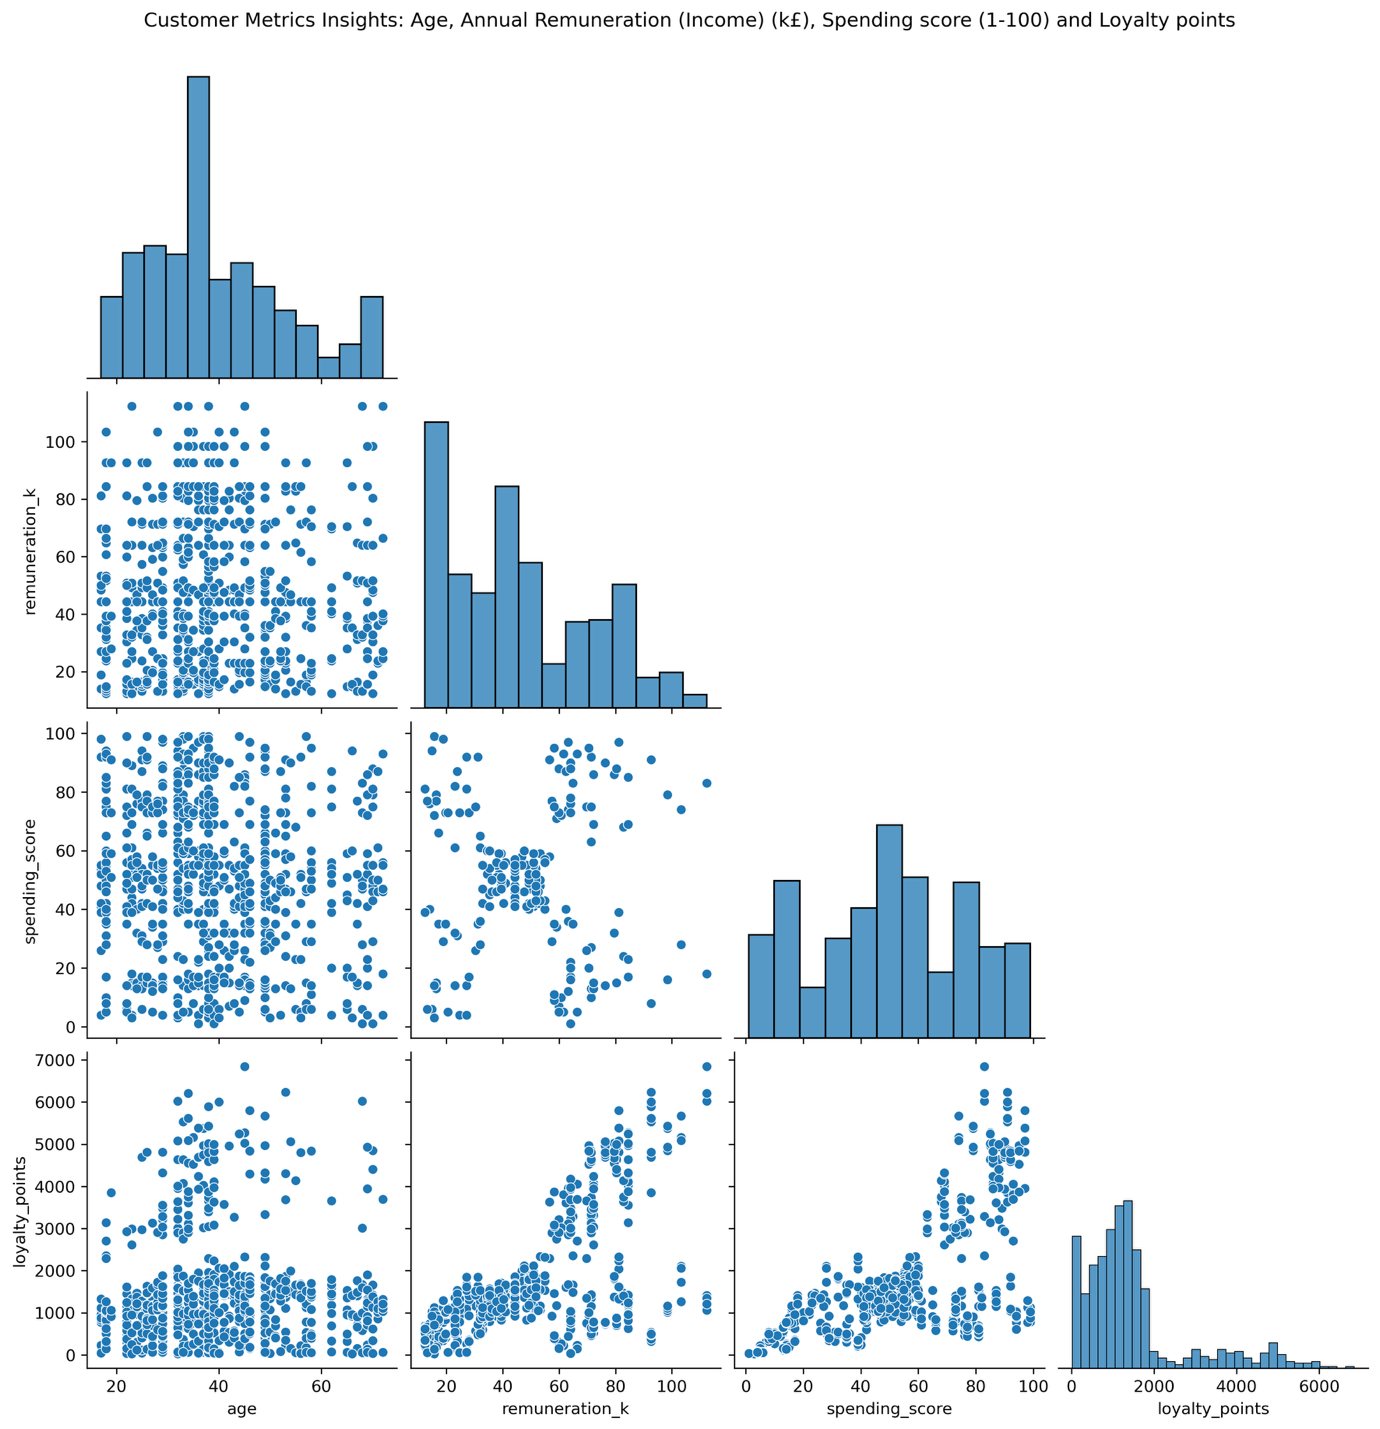 Customer Metrics Insights: Age, Annual Remuneration (Income) (k£), Spending score (1-100) and Loyalty points
100
80
60
40
20
remuneration_k
100
80
60
40
20
0
spending_score
7000
6000
5000
4000
3000
2000
1000
0
loyalty_points
20 40 60
20 40 60 80 100
0 20 40 60 80 100
0 2000 4000 6000
age
remuneration_k
spending_score
loyalty_points